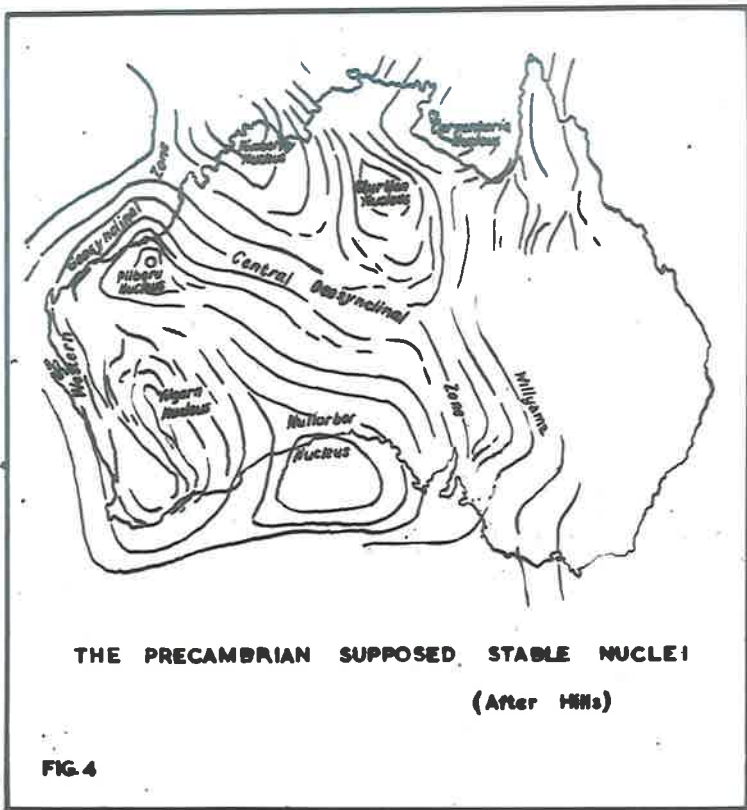 Kimberley
Nucleus
Carpentaria
Nucleus
Sturtian
Nucleus
Zone
Geosynclinal
Western
Pilbara
Nucleus
Central Geosynclinal
Zone
Willyama
Yilgarn
Nucleus
Nullarbor
Nucleus
THE PRECAMBRIAN SUPPOSED STABLE NUCLEI
(After Hills)
FIG. 4